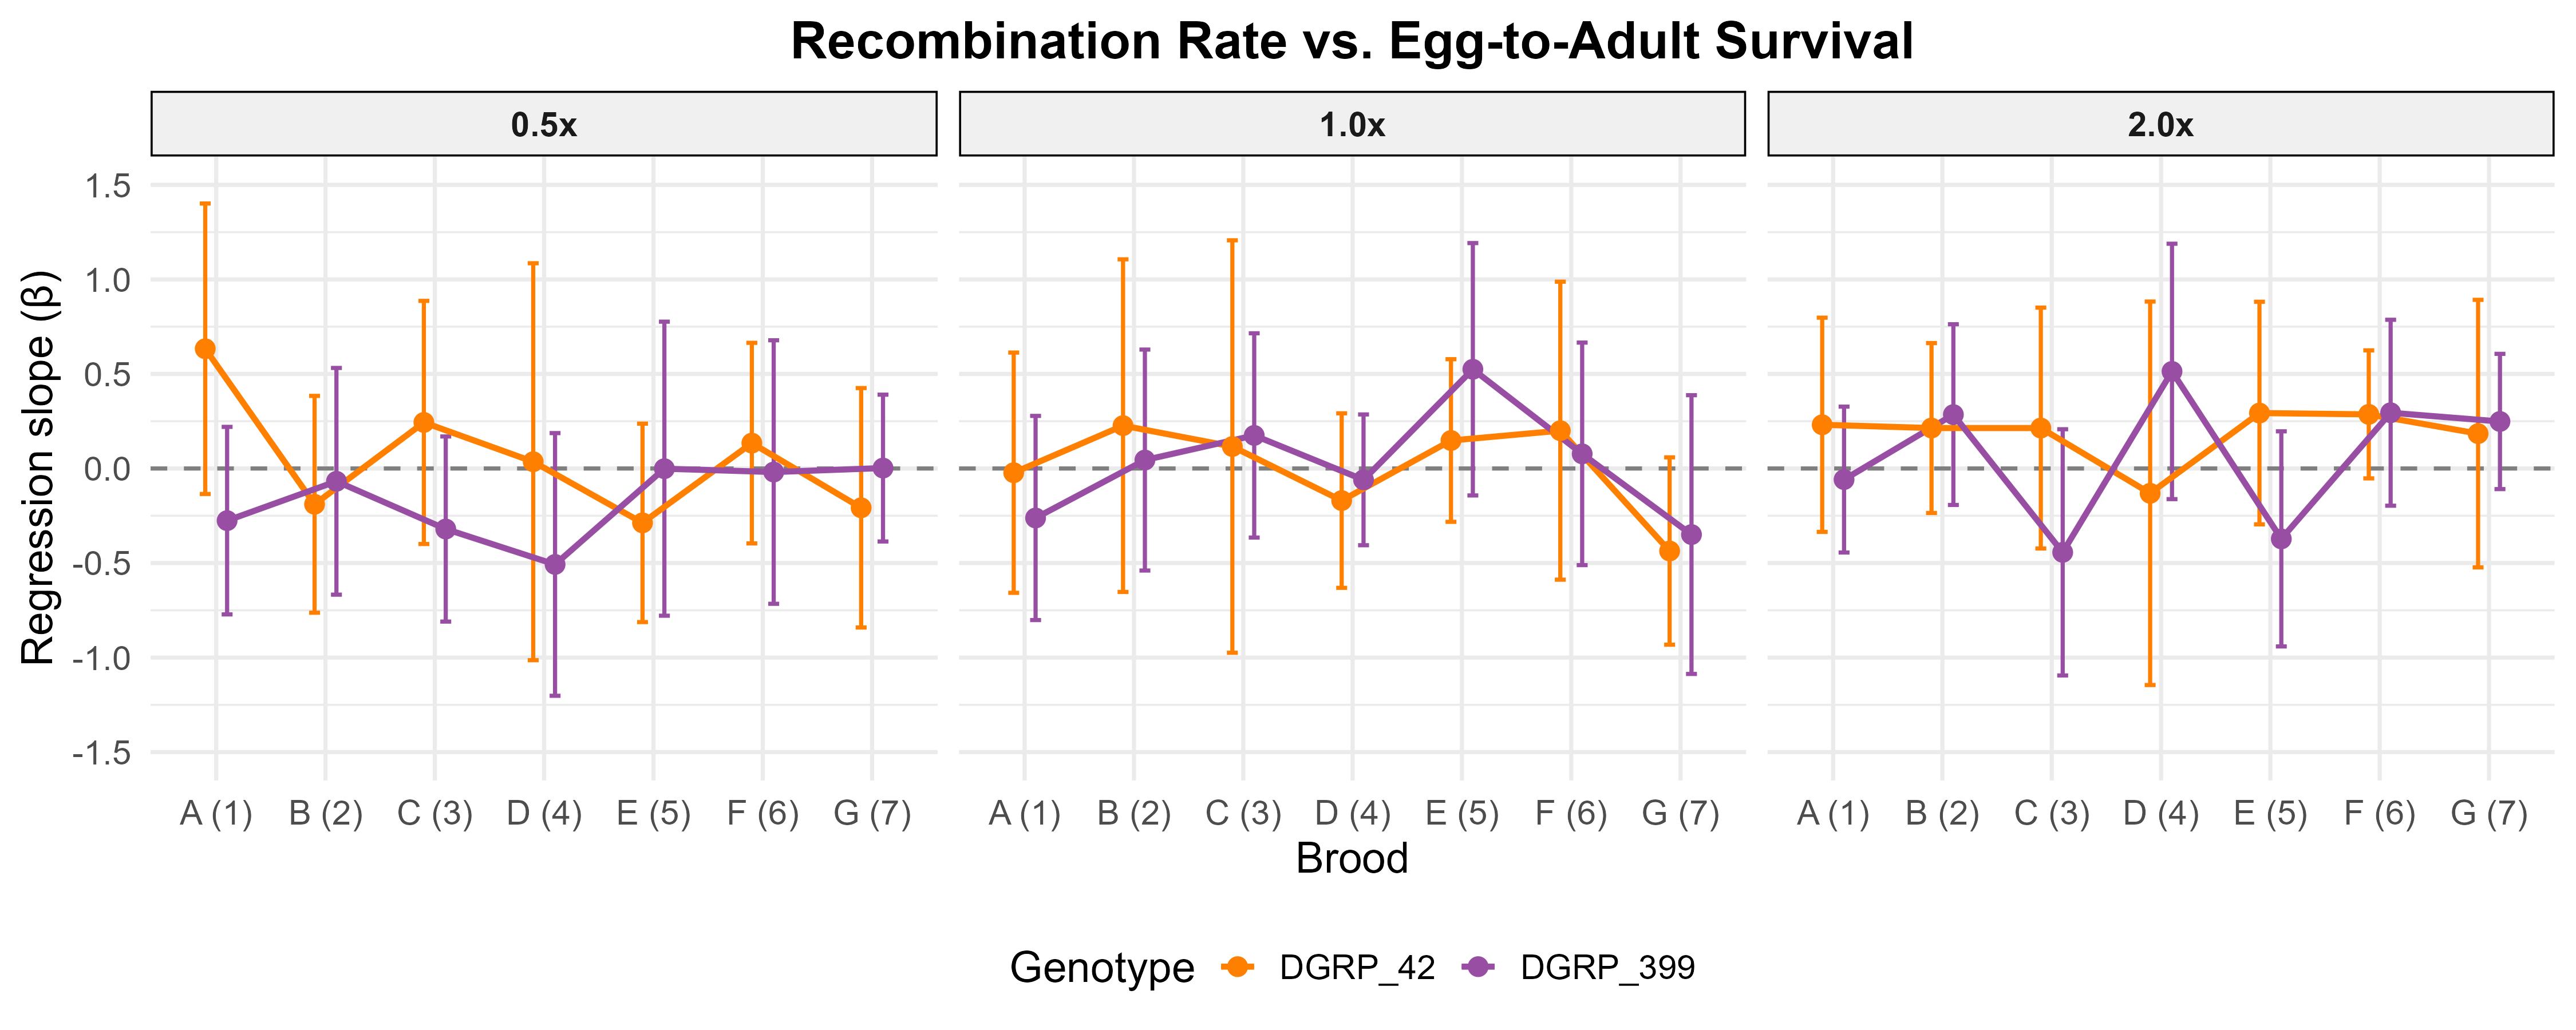 Recombination Rate vs. Egg-to-Adult Survival
0.5x 1.0x 2.0x
Regression slope (β)
1.5
1.0
0.5
0.0
-0.5
-1.0
-1.5
A (1) B (2) C (3) D (4) E (5) F (6) G (7) A (1) B (2) C (3) D (4) E (5) F (6) G (7) A (1) B (2) C (3) D (4) E (5) F (6) G (7)
Brood
Genotype DGRP_42 DGRP_399